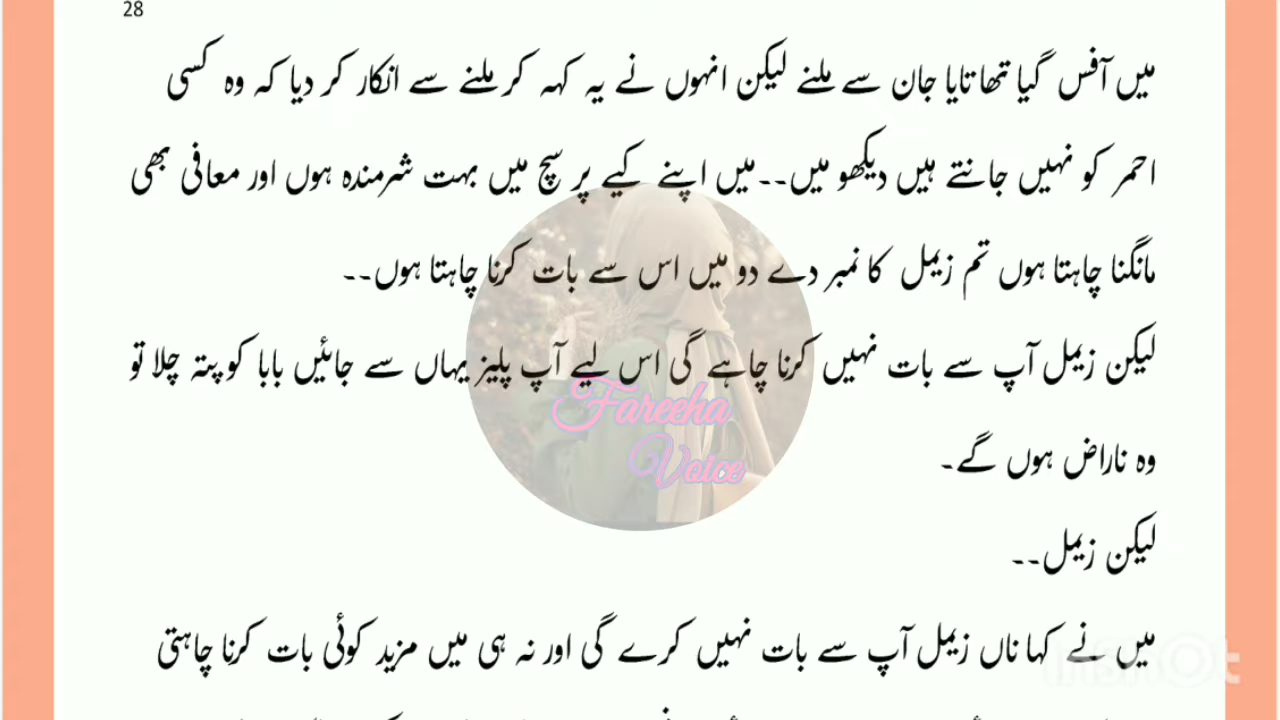 28
میں آفس گیا تھا تایا جان سے ملنے لیکن انہوں نے یہ کہہ کر ملنے سے انکار کر دیا کہ وہ کسی
احمر کو نہیں جانتے ہیں دیکھو میں۔۔میں اپنے کیے پر سچ میں بہت شرمندہ ہوں اور معافی بھی
مانگنا چاہتا ہوں تم زیمل کا نمبر دے دو میں اس سے بات کرنا چاہتا ہوں۔۔
لیکن زیمل آپ سے بات نہیں کرنا چاہے گی اس لیے آپ پلیز یہاں سے جائیں بابا کو پتہ چلا تو
وہ ناراض ہوں گے۔
لیکن زیمل۔۔
میں نے کہا ناں زیمل آپ سے بات نہیں کرے گی اور نہ ہی میں مزید کوئی بات کرنا چاہتی
Fareeha
Voice
InShOt